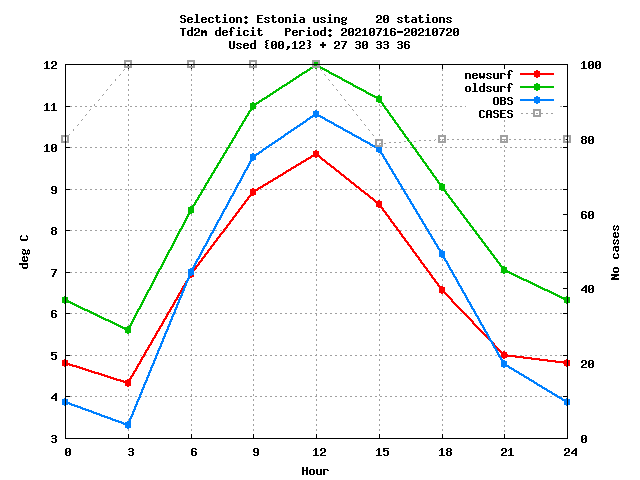 Selection: Estonia using    20 stations
Td2m deficit   Period: 20210716-20210720
Used {00,12} + 27 30 33 36
newsurf
oldsurf
OBS
CASES
12
11
10
9
8
7
6
5
4
3
deg C
100
80
60
40
20
0
No cases
0 3 6 9 12 15 18 21 24
Hour